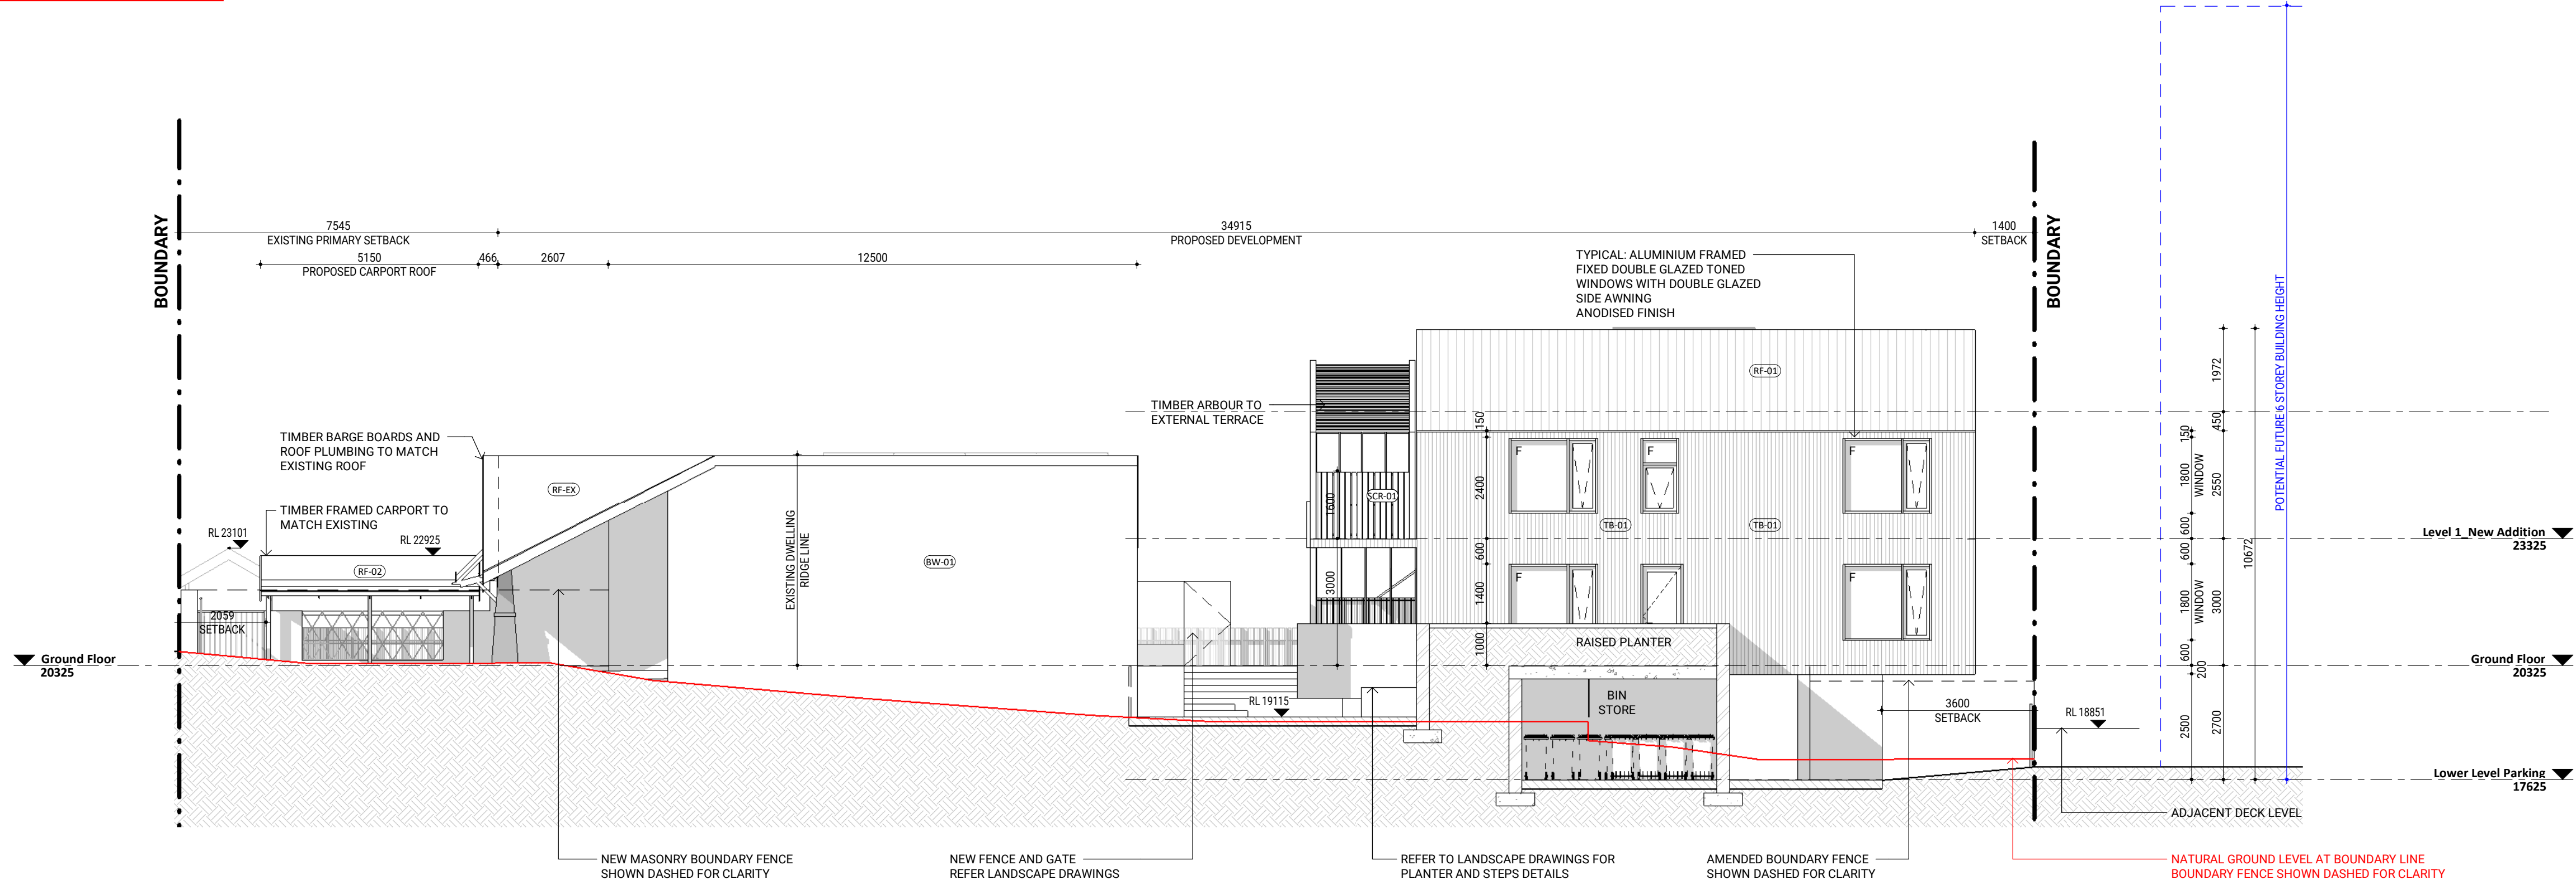 7545
EXISTING PRIMARY SETBACK
34915
PROPOSED DEVELOPMENT
1400
SETBACK
5150
PROPOSED CARPORT ROOF
466
2607
12500
BOUNDARY
BOUNDARY
TYPICAL: ALUMINIUM FRAMED
FIXED DOUBLE GLAZED TONED
WINDOWS WITH DOUBLE GLAZED
SIDE AWNING
ANODISED FINISH
POTENTIAL FUTURE 6 STOREY BUILDING HEIGHT
RF-01
1972
TIMBER ARBOUR TO
EXTERNAL TERRACE
150
450
150
TIMBER BARGE BOARDS AND
ROOF PLUMBING TO MATCH
EXISTING ROOF
F
F
F
RF-EX
2400
1800
WINDOW
2550
SCR-01
1600
TIMBER FRAMED CARPORT TO
MATCH EXISTING
EXISTING DWELLING
RIDGE LINE
TB-01
TB-01
600
RL 23101
RL 22925
Level 1_New Addition
23325
BW-01
600
600
10672
RF-02
F
F
3000
1400
1800
WINDOW
3000
2059
SETBACK
RAISED PLANTER
1000
600
200
Ground Floor
20325
Ground Floor
20325
BIN
STORE
RL 19115
3600
SETBACK
RL 18851
2500
2700
Lower Level Parking
17625
ADJACENT DECK LEVEL
NEW MASONRY BOUNDARY FENCE
SHOWN DASHED FOR CLARITY
NEW FENCE AND GATE
REFER LANDSCAPE DRAWINGS
REFER TO LANDSCAPE DRAWINGS FOR
PLANTER AND STEPS DETAILS
AMENDED BOUNDARY FENCE
SHOWN DASHED FOR CLARITY
NATURAL GROUND LEVEL AT BOUNDARY LINE
BOUNDARY FENCE SHOWN DASHED FOR CLARITY